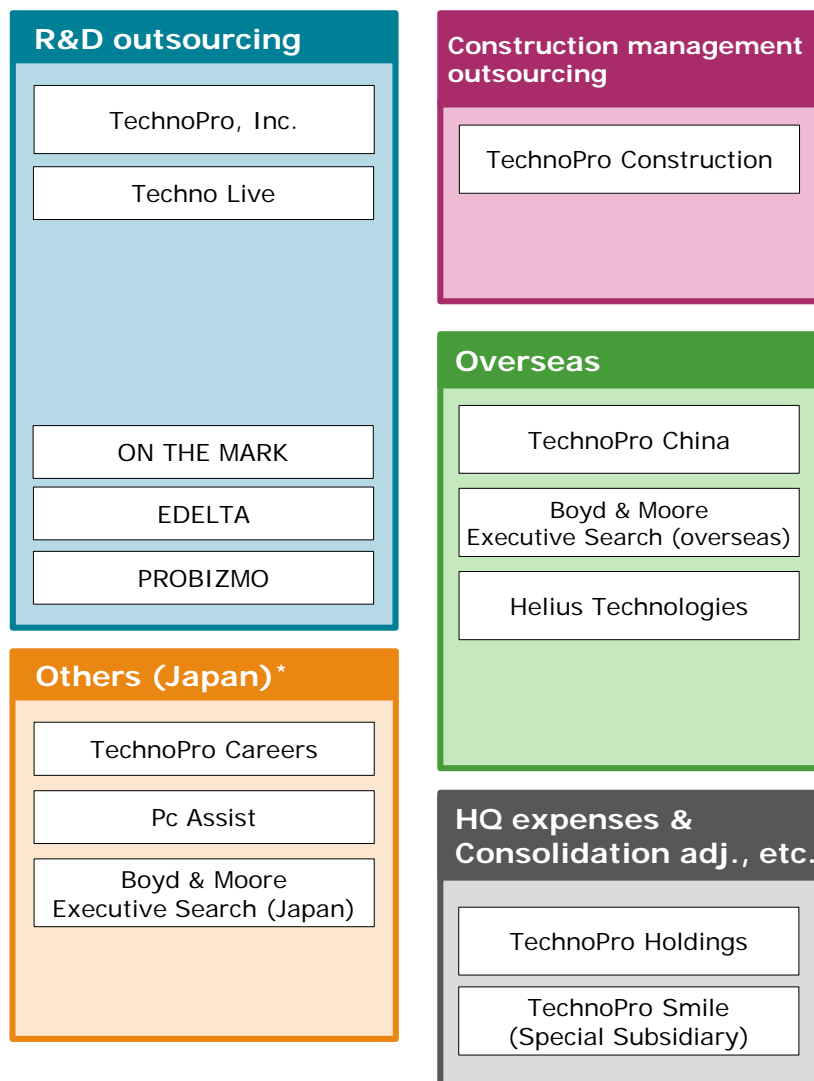 R&D outsourcing
TechnoPro, Inc.
Techno Live
ON THE MARK
EDELTA
PROBIZMO
Others (Japan)*
TechnoPro Careers
Pc Assist
Boyd & Moore
Executive Search (Japan)
Construction management
outsourcing
TechnoPro Construction
Overseas
TechnoPro China
Boyd & Moore
Executive Search (overseas)
Helius Technologies
HQ expenses &
Consolidation adj., etc.
TechnoPro Holdings
TechnoPro Smile
(Special Subsidiary)